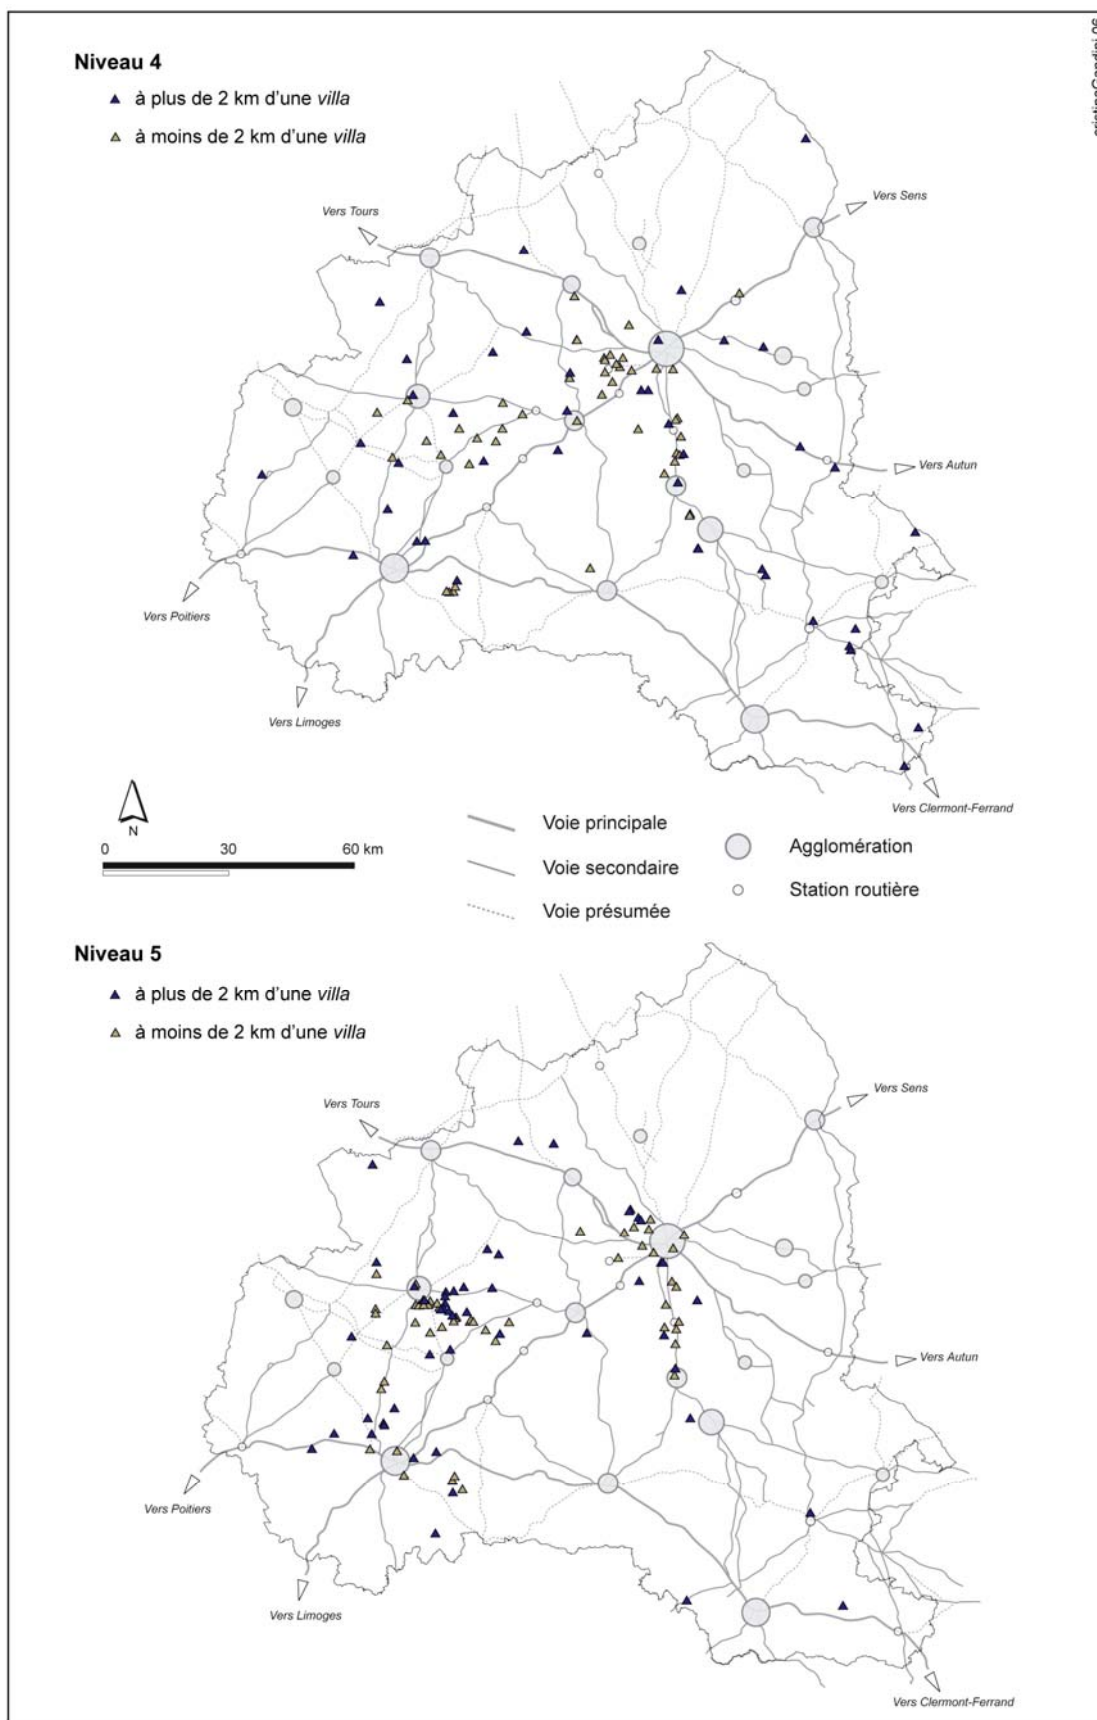 cristinaGandini 06
Niveau 4
à plus de 2 km d'une villa
à moins de 2 km d'une villa
Vers Sens
Vers Tours
Vers Autun
Vers Poitiers
Vers Limoges
Vers Clermont-Ferrand
N
0 30 60 km
Voie principale
Voie secondaire
Voie présumée
Agglomération
Station routière
Niveau 5
à plus de 2 km d'une villa
à moins de 2 km d'une villa
Vers Sens
Vers Tours
Vers Autun
Vers Poitiers
Vers Limoges
Vers Clermont-Ferrand